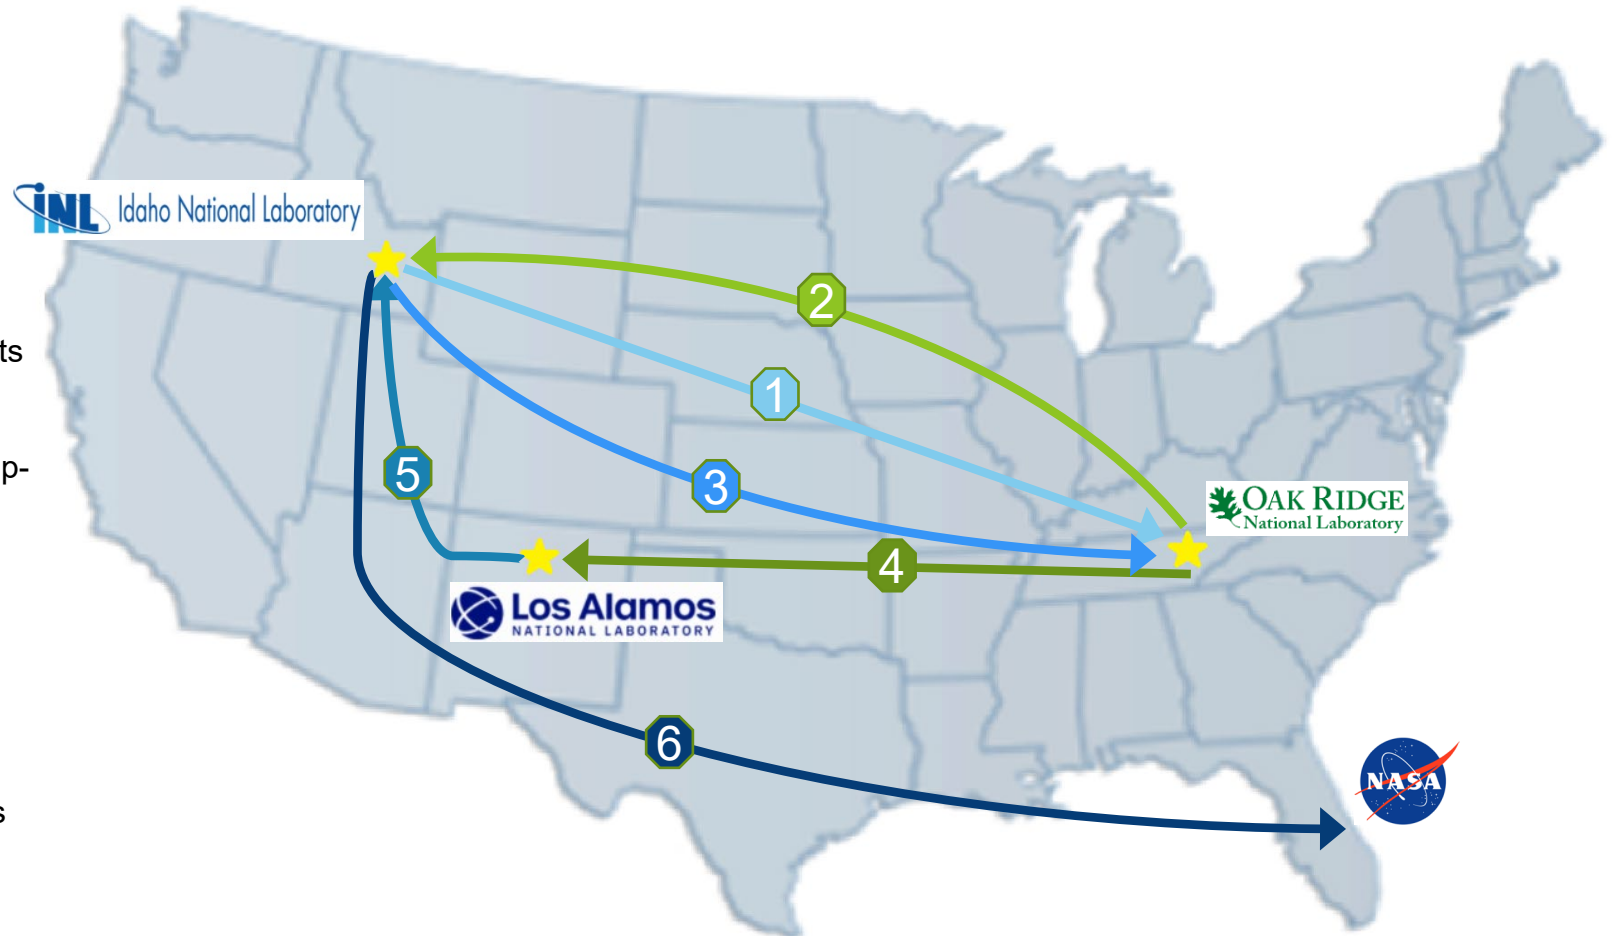 INL Idaho National Laboratory
2
ts
1
p-
5
3
OAK RIDGE
National Laboratory
4
Los Alamos
NATIONAL LABORATORY
6
NASA
s